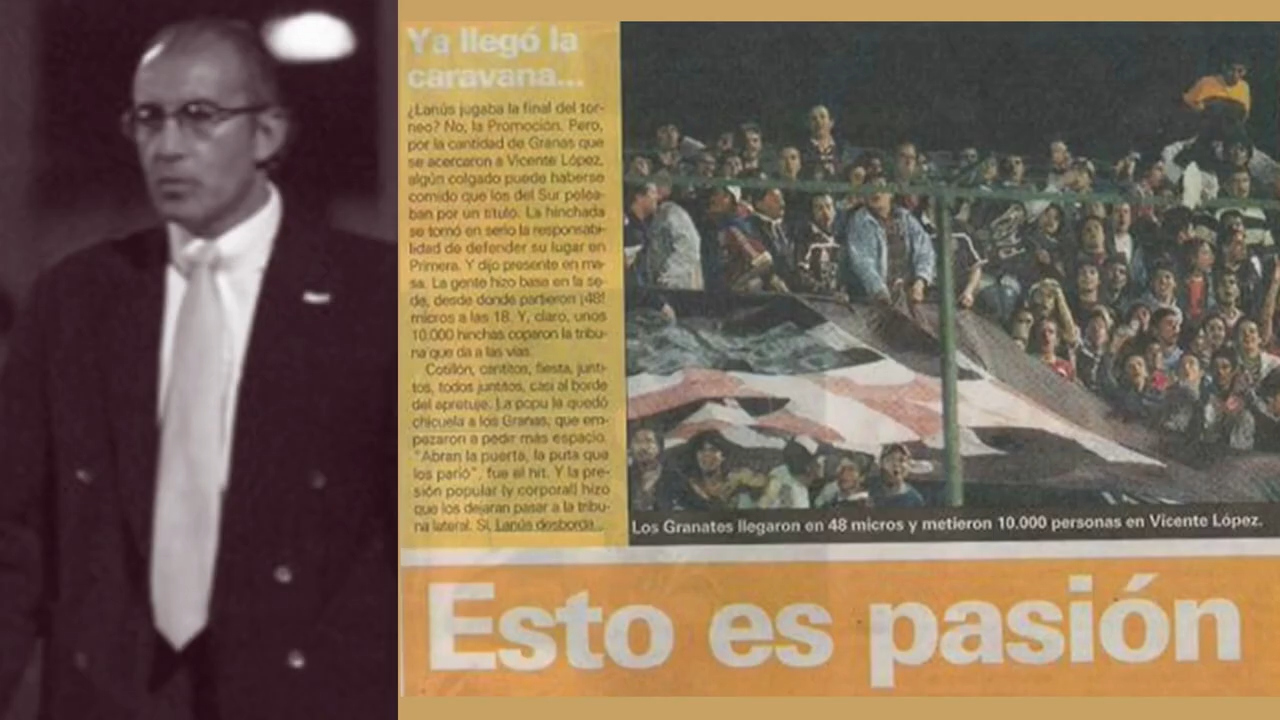 Ya llegó la
caravana...
¿Lanús jugaba la final del tor-
neo? No, la Promoción. Pero,
por la cantidad de Granas que
se acercaron a Vicente López,
algún colgado puede haberse
comido que los del Sur pelea-
ban por un título. La hinchada
se tomó en serio la responsabi-
lidad de defender su lugar en
Primera. Y dijo presente en ma-
sa. La gente hizo base en la se-
de, desde donde partieron ¡48!
micros a las 18. Y, claro, unos
10.000 hinchas coparon la tribu-
na que da a las vías.
Cotillón, cantitos, fiesta, junti-
tos, todos juntitos, casi al borde
del apretuje. La popu le quedó
chicuela a los Granas, que em-
pezaron a pedir más espacio.
"Abran la puerta, la puta que
los parió", fue el hit. Y la pre-
sión popular (y corporal) hizo
que los dejaran pasar a la tribu-
na lateral. Sí, Lanús desborda...
Los Granates llegaron en 48 micros y metieron 10.000 personas en Vicente López.
Esto es pasión